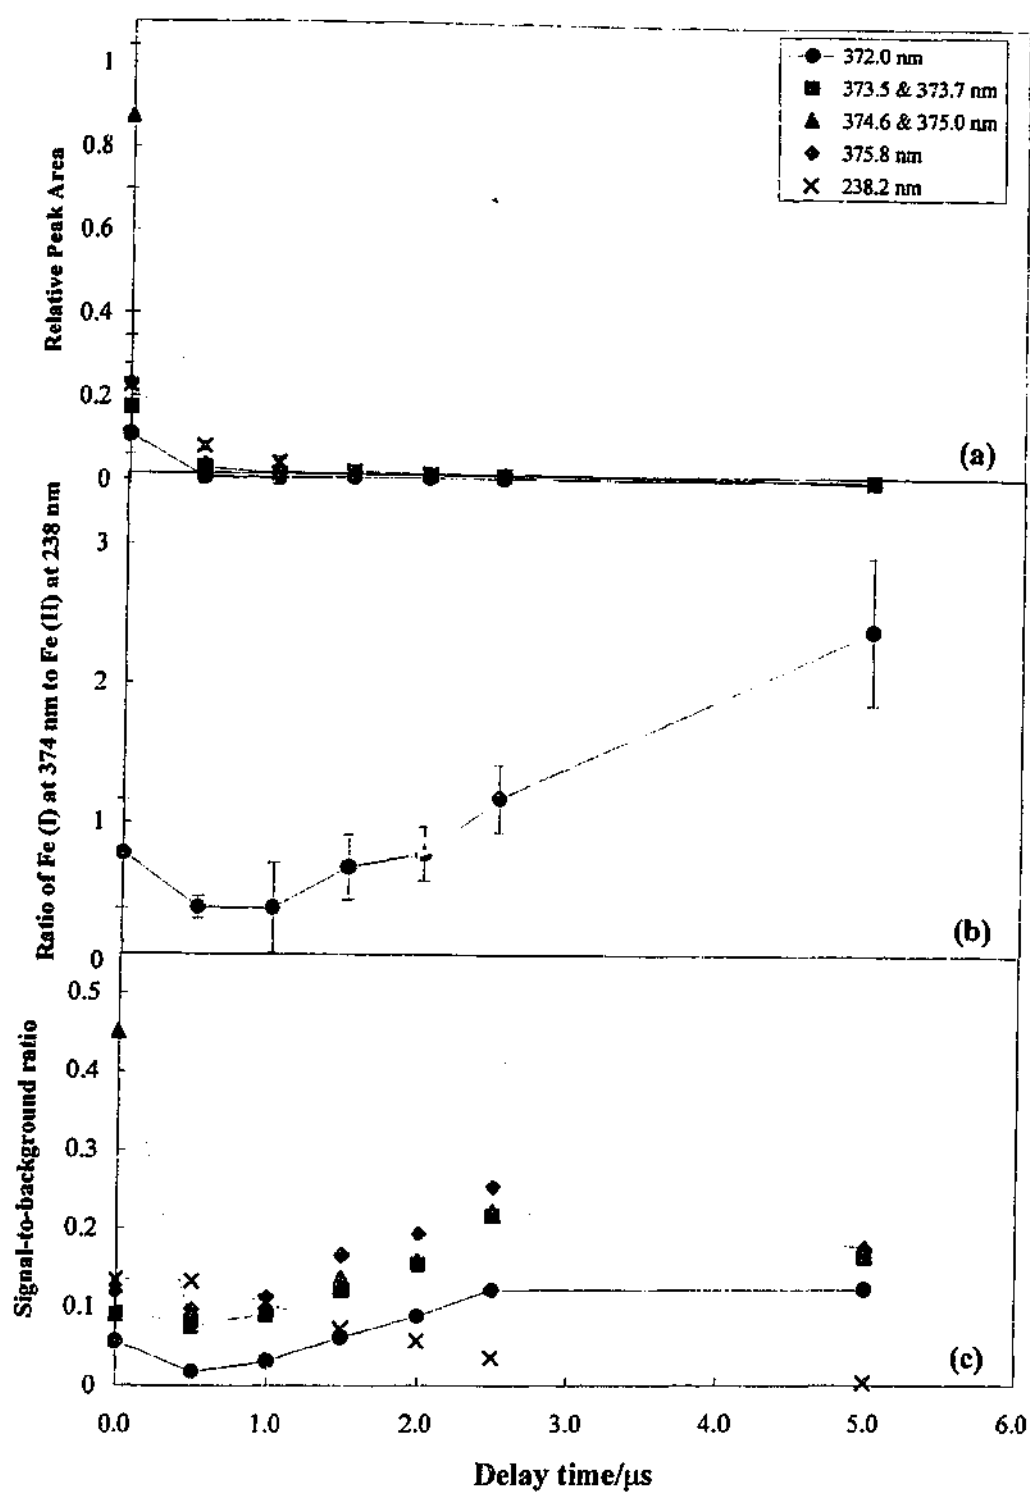 1
0.8
0.6
0.4
0.2
0
Relative Peak Area
372.0 nm
373.5 & 373.7 nm
374.6 & 375.0 nm
375.8 nm
238.2 nm
(a)
3
2
1
0
Ratio of Fe (I) at 374 nm to Fe (II) at 238 nm
(b)
0.5
0.4
0.3
0.2
0.1
0
Signal-to-background ratio
(c)
0.0 1.0 2.0 3.0 4.0 5.0 6.0
Delay time/μs